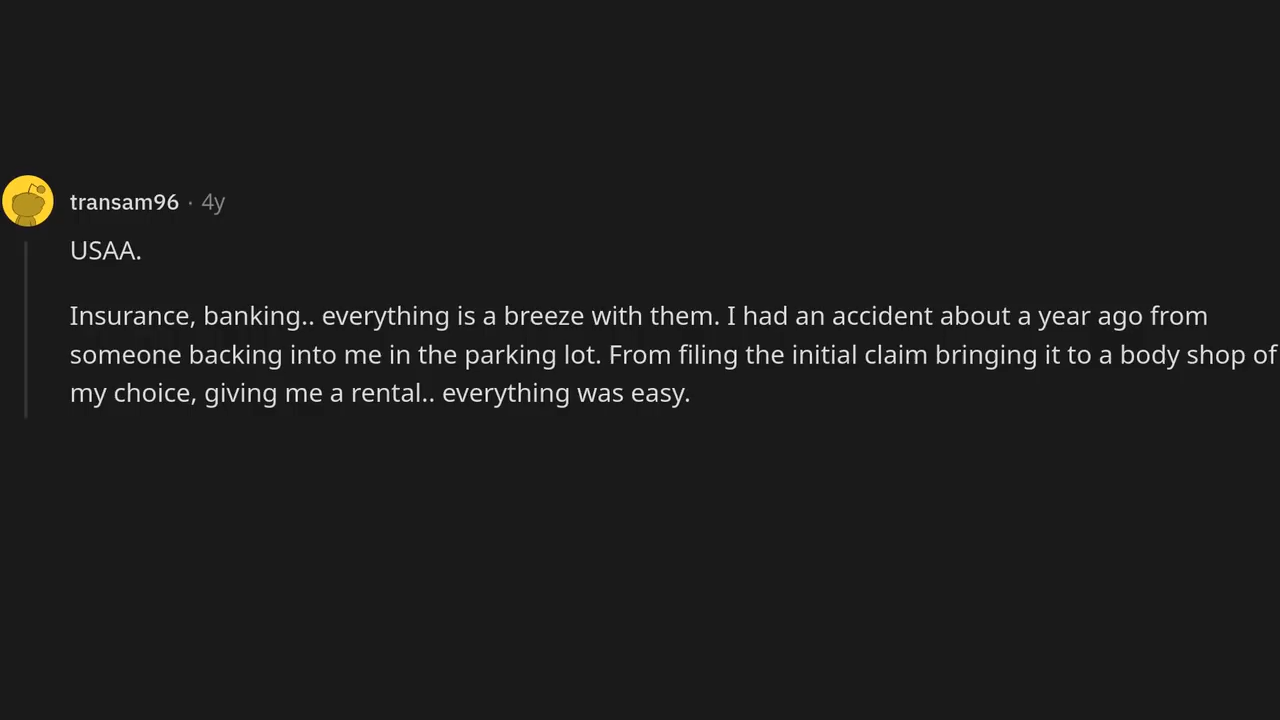 transam96 · 4y
USAA.
Insurance, banking.. everything is a breeze with them. I had an accident about a year ago from
someone backing into me in the parking lot. From filing the initial claim bringing it to a body shop of
my choice, giving me a rental.. everything was easy.